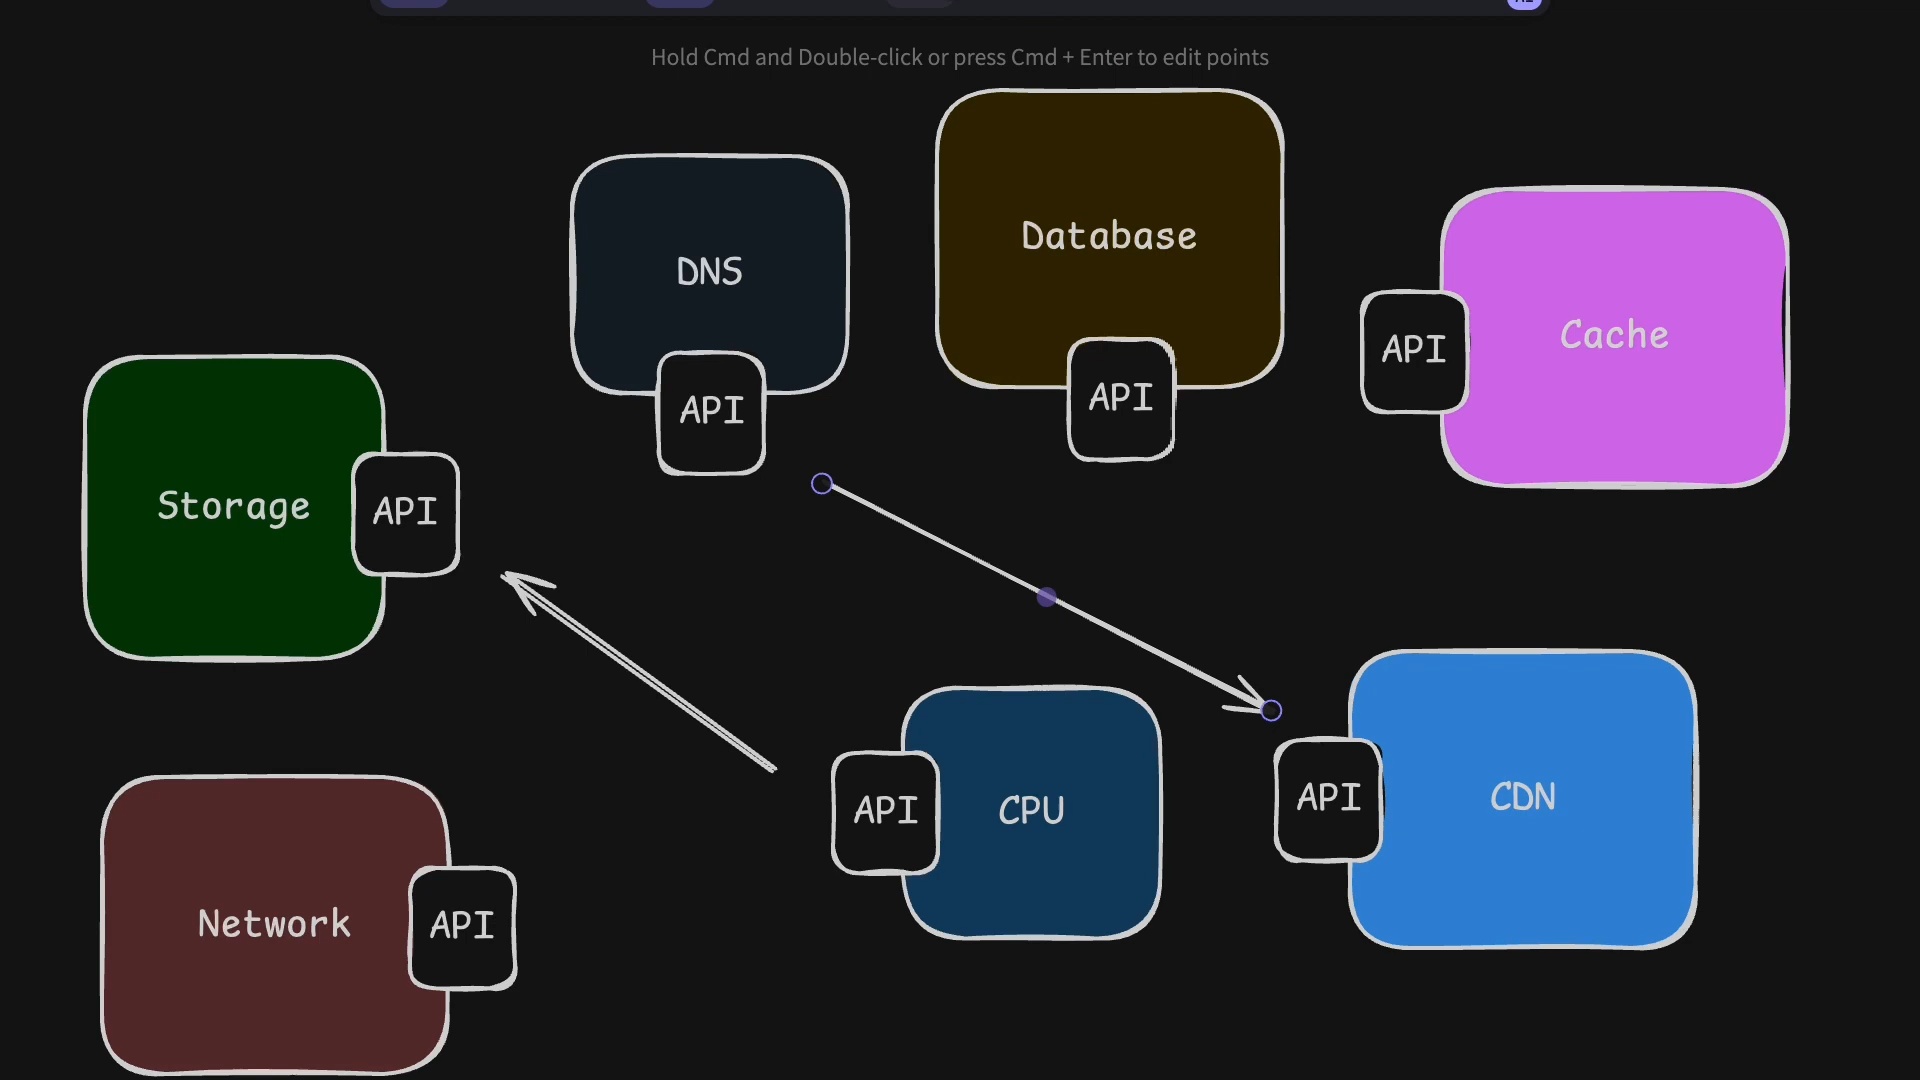 Hold Cmd and Double-click or press Cmd + Enter to edit points
Database
DNS
Cache
API
API
API
Storage
API
CDN
API
CPU
API
Network
API